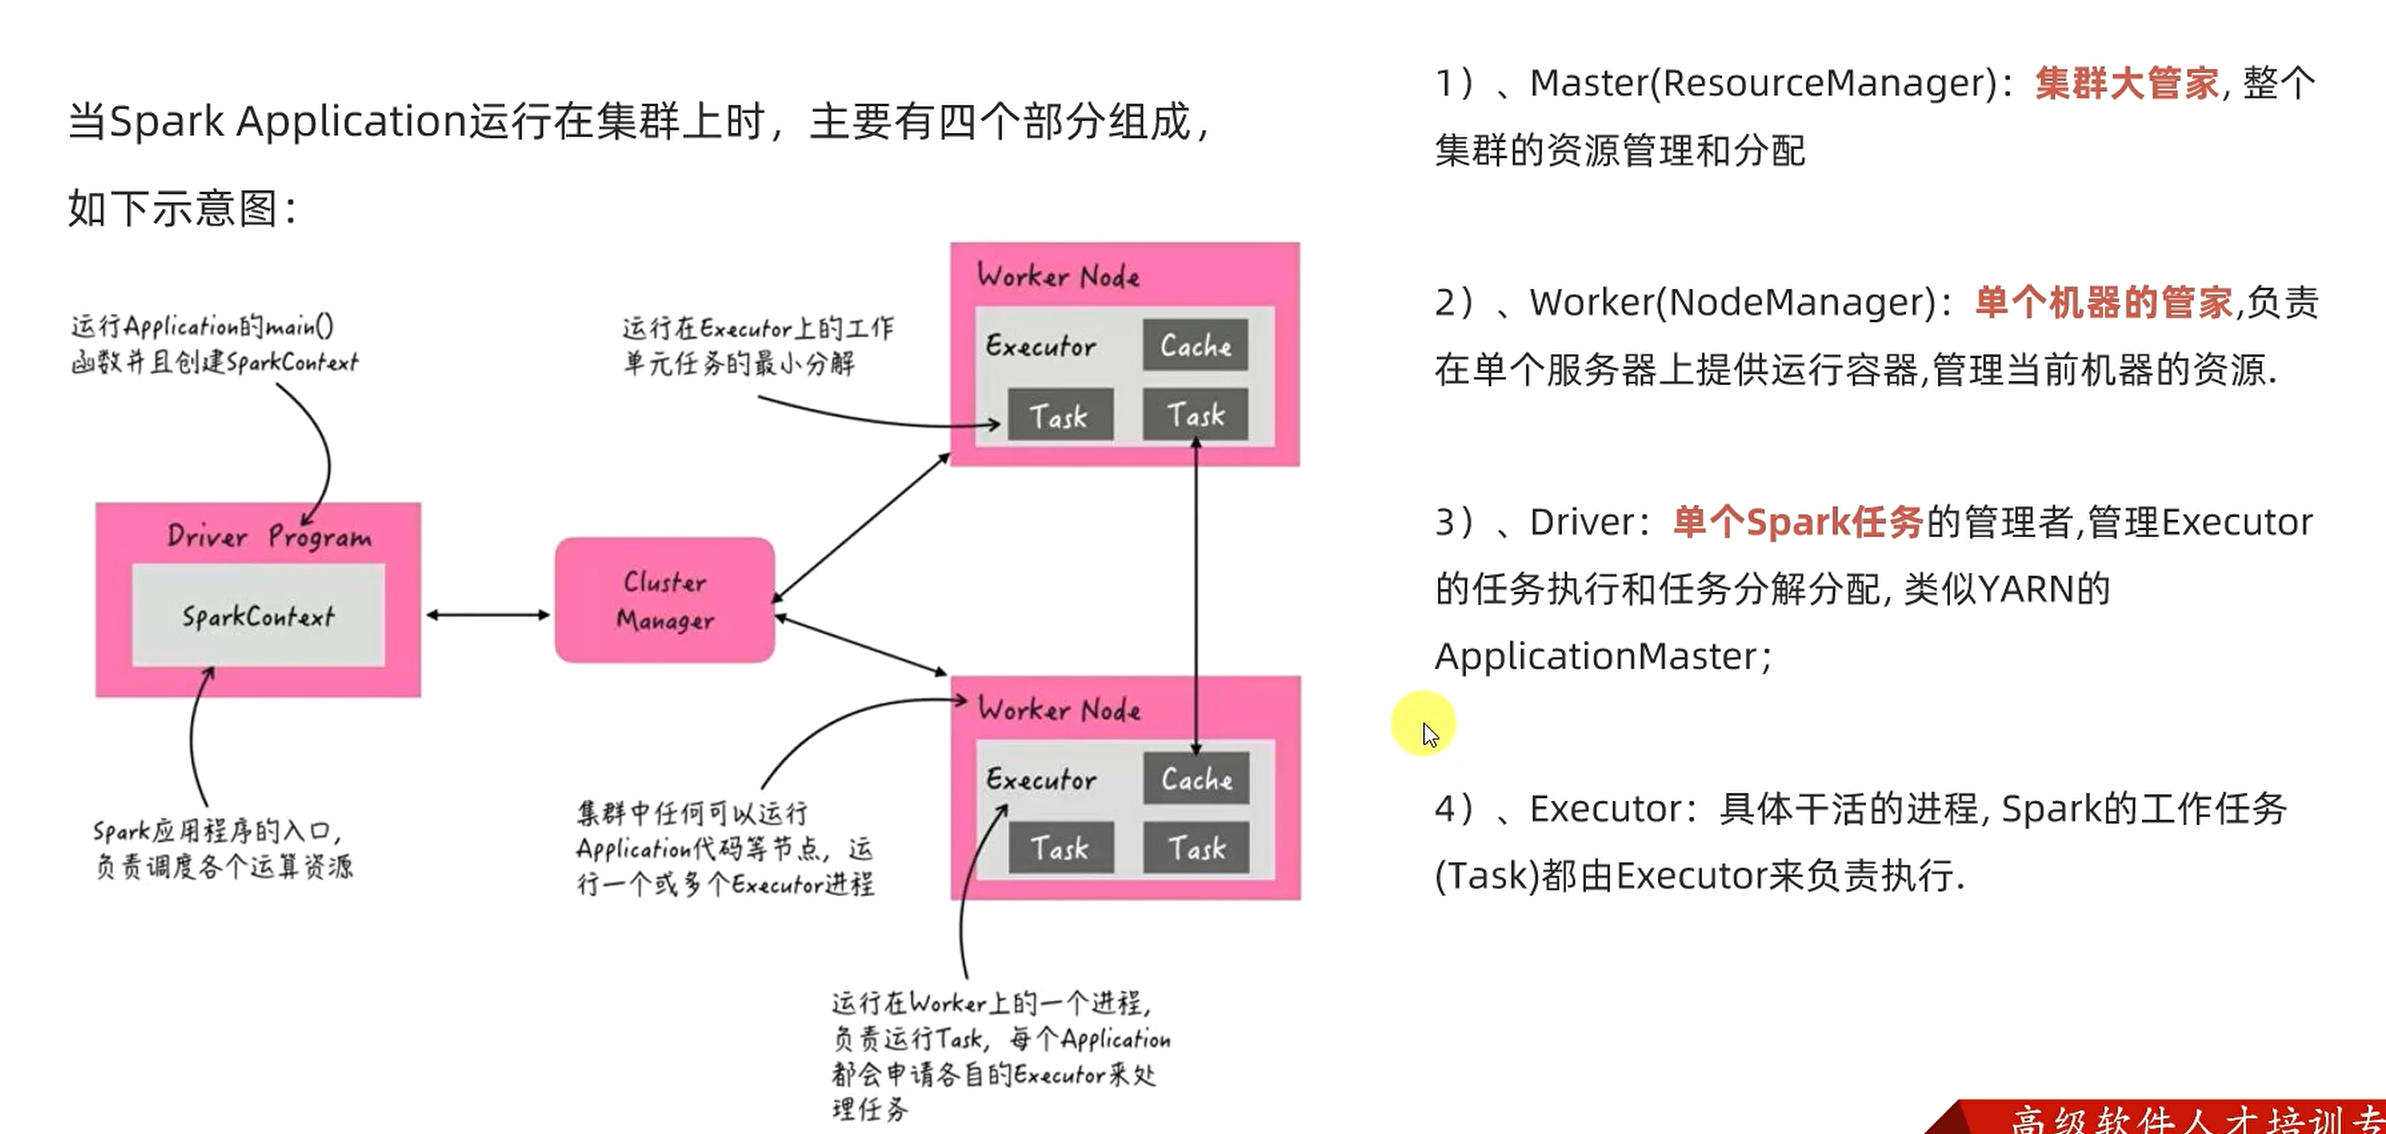 当Spark Application运行在集群上时，主要有四个部分组成，
如下示意图：
运行Application的main()
函数并且创建SparkContext
Driver Program
SparkContext
Spark应用程序的入口，
负责调度各个运算资源
Cluster
Manager
运行在Executor上的工作
单元任务的最小分解
Worker Node
Executor
Cache
Task
Task
集群中任何可以运行
Application代码等节点，运
行一个或多个Executor进程
Worker Node
Executor
Cache
Task
Task
运行在Worker上的一个进程，
负责运行Task，每个Application
都会申请各自的Executor来处
理任务
1）、Master(ResourceManager)：集群大管家, 整个
集群的资源管理和分配
2）、Worker(NodeManager)：单个机器的管家,负责
在单个服务器上提供运行容器,管理当前机器的资源.
3）、Driver：单个Spark任务的管理者,管理Executor
的任务执行和任务分解分配, 类似YARN的
ApplicationMaster；
4）、Executor：具体干活的进程, Spark的工作任务
(Task)都由Executor来负责执行.
高级软件人才培训专